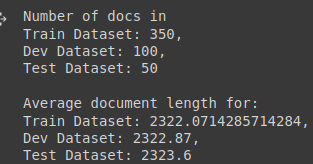 Number of docs in
Train Dataset: 350,
Dev Dataset: 100,
Test Dataset: 50
Average document length for:
Train Dataset: 2322.0714285714284,
Dev Dataset: 2322.87,
Test Dataset: 2323.6